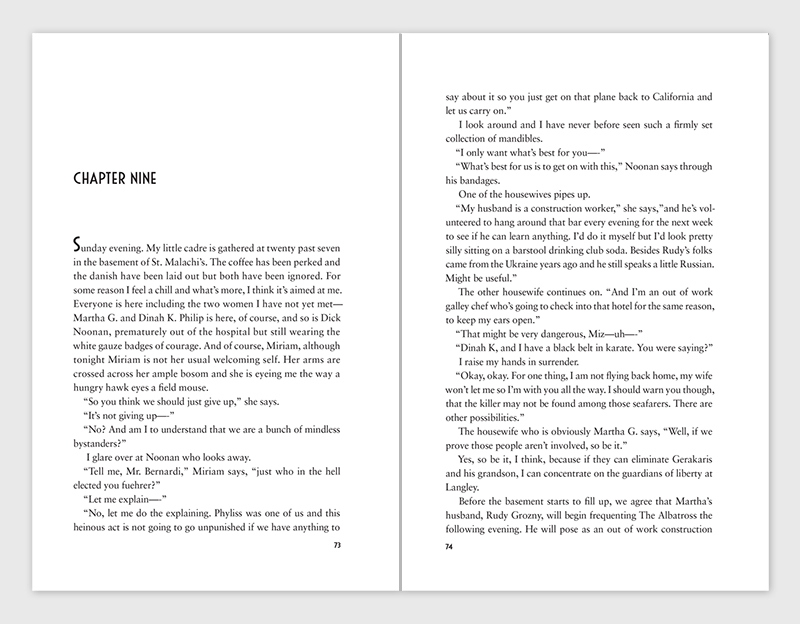 CHAPTER NINE
Sunday evening. My little cadre is gathered at twenty past seven
in the basement of St. Malachi's. The coffee has been perked and
the danish have been laid out but both have been ignored. For
some reason I feel a chill and what's more, I think it's aimed at me.
Everyone is here including the two women I have not yet met—
Martha G. and Dinah K. Philip is here, of course, and so is Dick
Noonan, prematurely out of the hospital but still wearing the
white gauze badges of courage. And of course, Miriam, although
tonight Miriam is not her usual welcoming self. Her arms are
crossed across her ample bosom and she is eyeing me the way a
hungry hawk eyes a field mouse.
“So you think we should just give up,” she says.
“It's not giving up—-”
“No? And am I to understand that we are a bunch of mindless
bystanders?”
I glare over at Noonan who looks away.
“Tell me, Mr. Bernardi,” Miriam says, “just who in the hell
elected you fuehrer?”
“Let me explain—-”
“No, let me do the explaining. Phyliss was one of us and this
heinous act is not going to go unpunished if we have anything to
73
say about it so you just get on that plane back to California and
let us carry on.”
I look around and I have never before seen such a firmly set
collection of mandibles.
“I only want what's best for you—-”
“What's best for us is to get on with this,” Noonan says through
his bandages.
One of the housewives pipes up.
“My husband is a construction worker,” she says,”and he's vol-
unteered to hang around that bar every evening for the next week
to see if he can learn anything. I'd do it myself but I'd look pretty
silly sitting on a barstool drinking club soda. Besides Rudy's folks
came from the Ukraine years ago and he still speaks a little Russian.
Might be useful.”
The other housewife continues on. “And I'm an out of work
galley chef who's going to check into that hotel for the same reason,
to keep my ears open.”
“That might be very dangerous, Miz—uh—-”
“Dinah K, and I have a black belt in karate. You were saying?”
I raise my hands in surrender.
“Okay, okay. For one thing, I am not flying back home, my wife
won't let me so I'm with you all the way. I should warn you though,
that the killer may not be found among those seafarers. There are
other possibilities.”
The housewife who is obviously Martha G. says, “Well, if we
prove those people aren't involved, so be it.”
Yes, so be it, I think, because if they can eliminate Gerakaris
and his grandson, I can concentrate on the guardians of liberty at
Langley.
Before the basement starts to fill up, we agree that Martha's
husband, Rudy Grozny, will begin frequenting The Albatross the
following evening. He will pose as an out of work construction
74